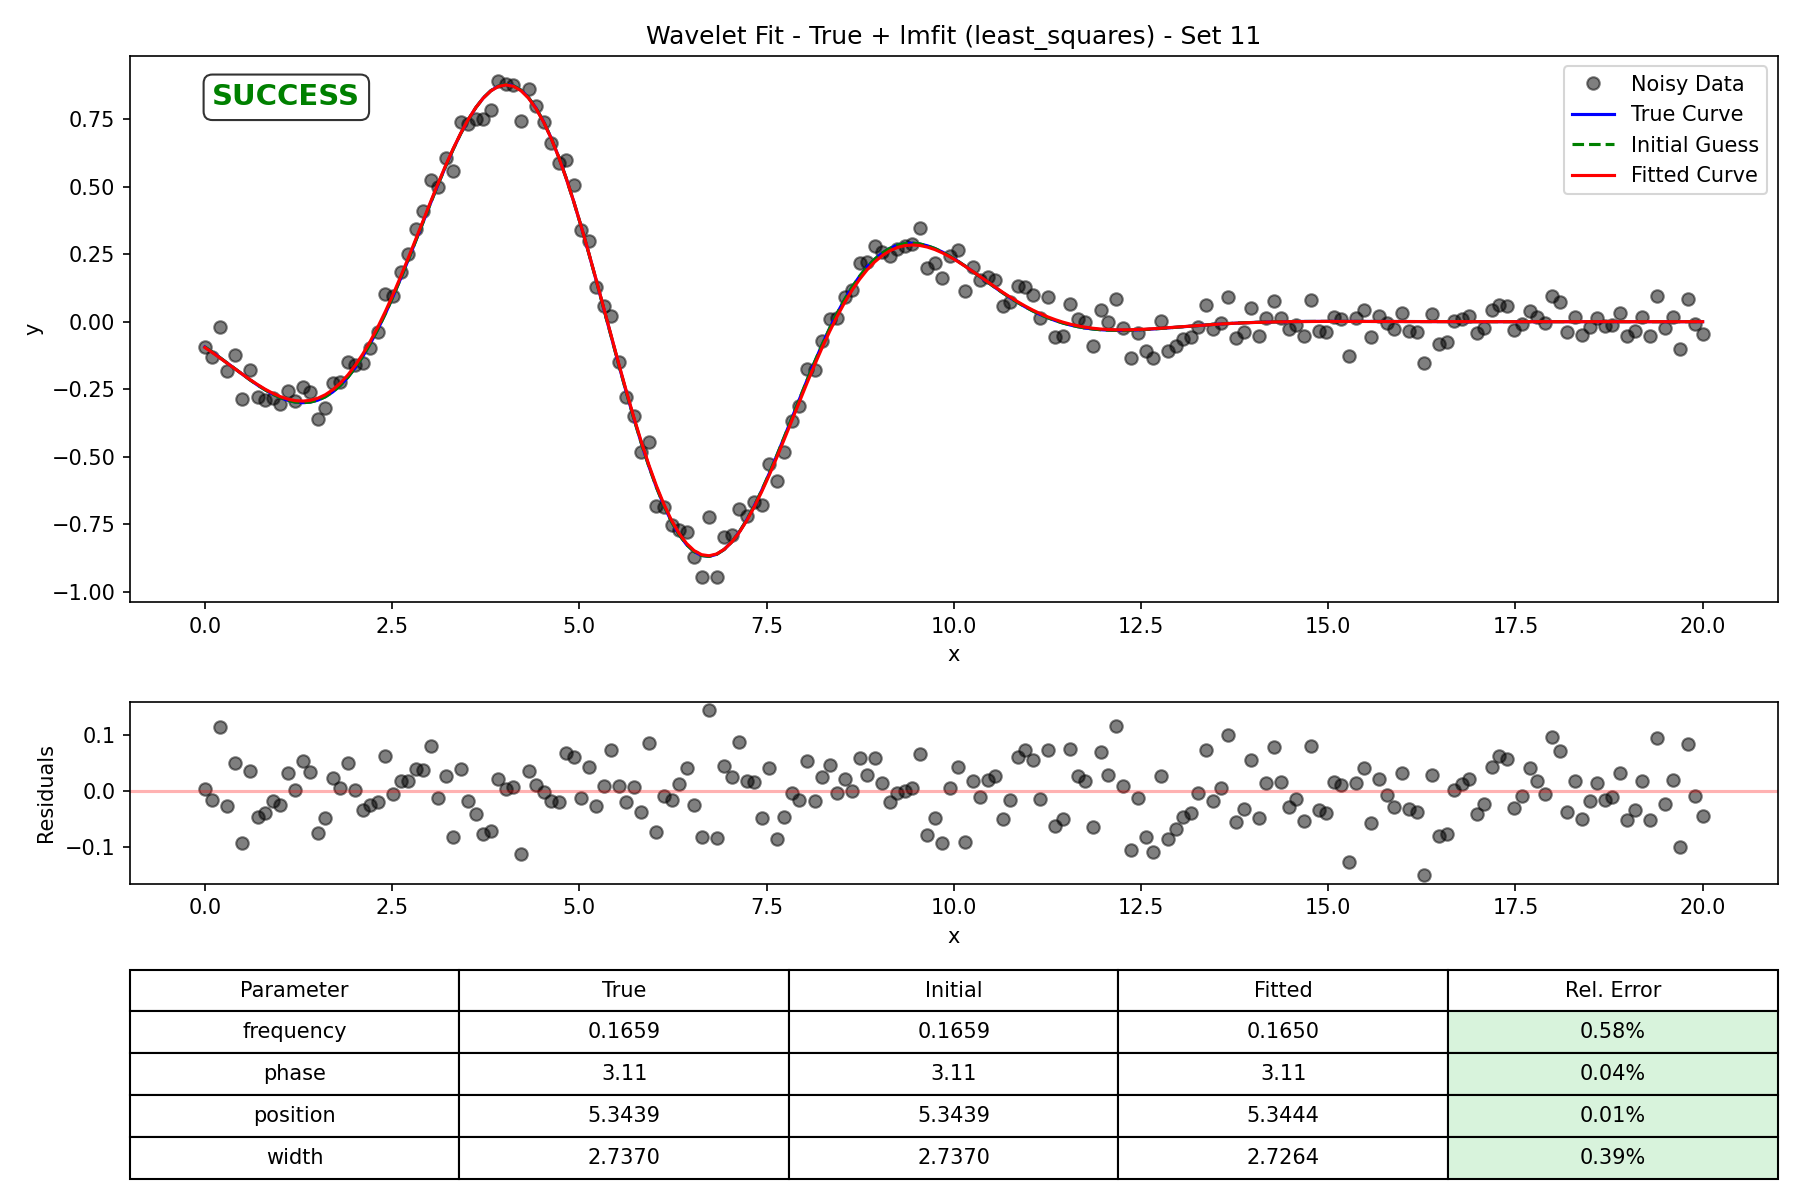 Wavelet Fit - True + lmfit (least_squares) - Set 11
SUCCESS
Noisy Data
True Curve
Initial Guess
Fitted Curve
y
0.75
0.50
0.25
0.00
−0.25
−0.50
−0.75
−1.00
0.0 2.5 5.0 7.5 10.0 12.5 15.0 17.5 20.0
x
Residuals
0.1
0.0
−0.1
0.0 2.5 5.0 7.5 10.0 12.5 15.0 17.5 20.0
x
Parameter True Initial Fitted Rel. Error
frequency 0.1659 0.1659 0.1650 0.58%
phase 3.11 3.11 3.11 0.04%
position 5.3439 5.3439 5.3444 0.01%
width 2.7370 2.7370 2.7264 0.39%